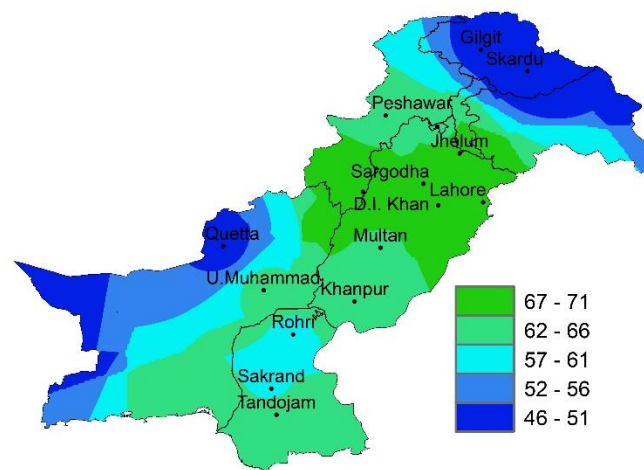 Gilgit
Skardu
Peshawar
Jhelum
Sargodha
Lahore
D.I. Khan
Quetta
Multan
U.Muhammad
Khanpur
Rohri
Sakrand
Tandojam
67 - 71
62 - 66
57 - 61
52 - 56
46 - 51